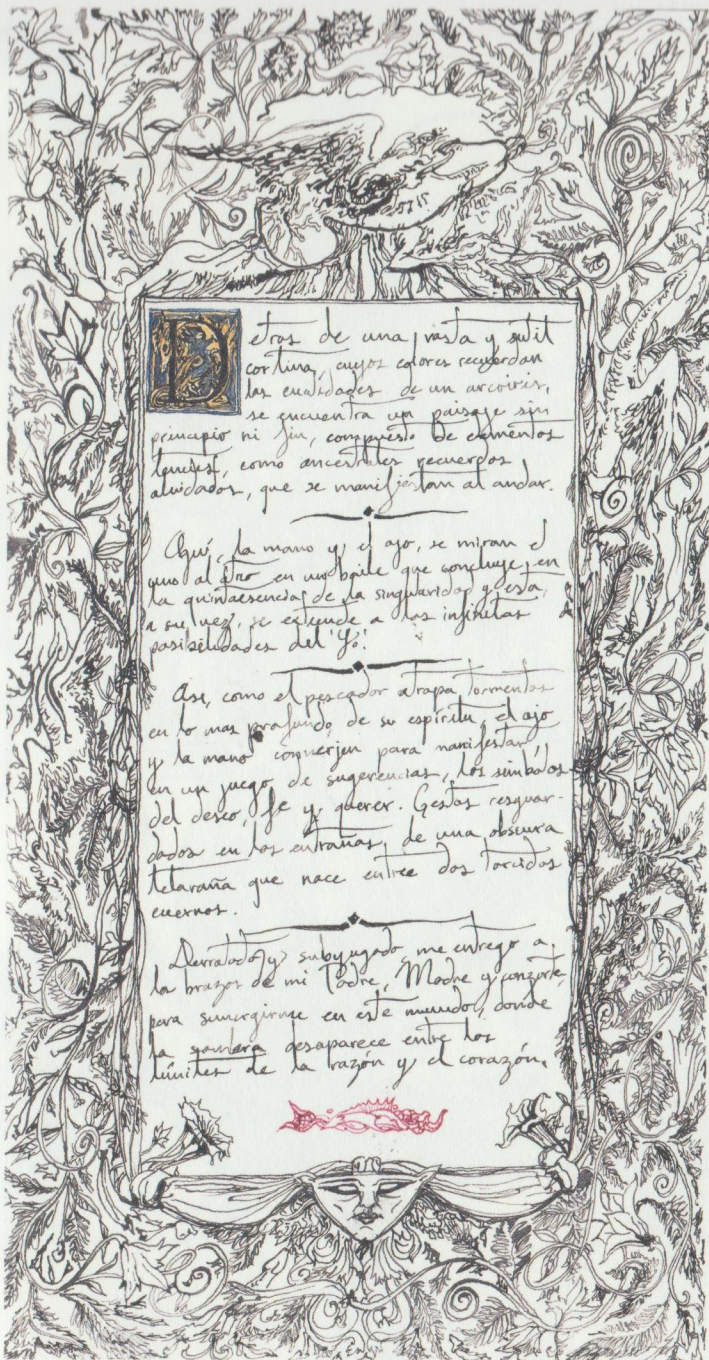 Detras de una vasta y sutil
cortina, cuyos colores recuerdan
las cualidades de un arcoiris,
se encuentra un paisaje sin
principio ni fin, compuesto de elementos
tenues, como ancestrales recuerdos
olvidados, que se manifiestan al andar.
Aquí, la mano y el ojo, se miran el
uno al otro en un baile que concluye en
la quintaesencia de la singularidad y esta,
a su vez, se extiende a las infinitas
posibilidades del 'Yo'.
Asi, como el pescador atrapa tormentas
en lo mas profundo de su espíritu, el ojo
y la mano convergen para manifestar,
en un juego de sugerencias, los simbolos
del deseo, fe y querer. Gestos resguar-
dados en las entrañas de una obscura
telaraña que nace entre dos torcidos
cuernos.
Derrotado y subyugado, me entrego a
los brazos de mi Padre, Madre y consorte
para sumergirme en este mundo, donde
la sombra desaparece entre los
límites de la razón y el corazón.